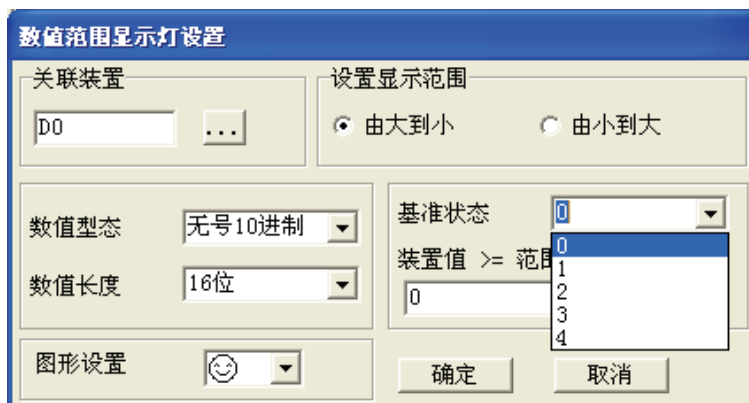 数值范围显示灯设置
关联装置
D0
...
设置显示范围
由大到小
由小到大
数值型态
无号10进制
数值长度
16位
基准状态
0
0
1
2
3
4
装置值 >= 范
0
图形设置
确定
取消